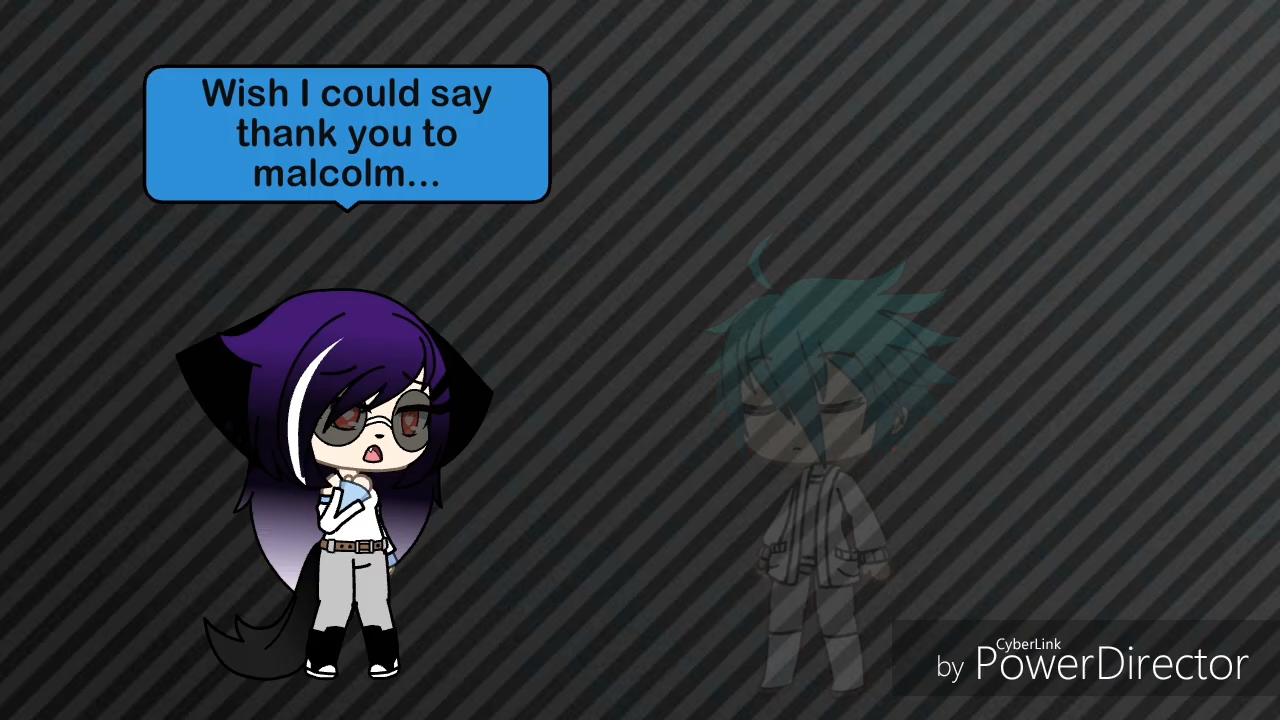 Wish I could say
thank you to
malcolm...
CyberLink
by PowerDirector